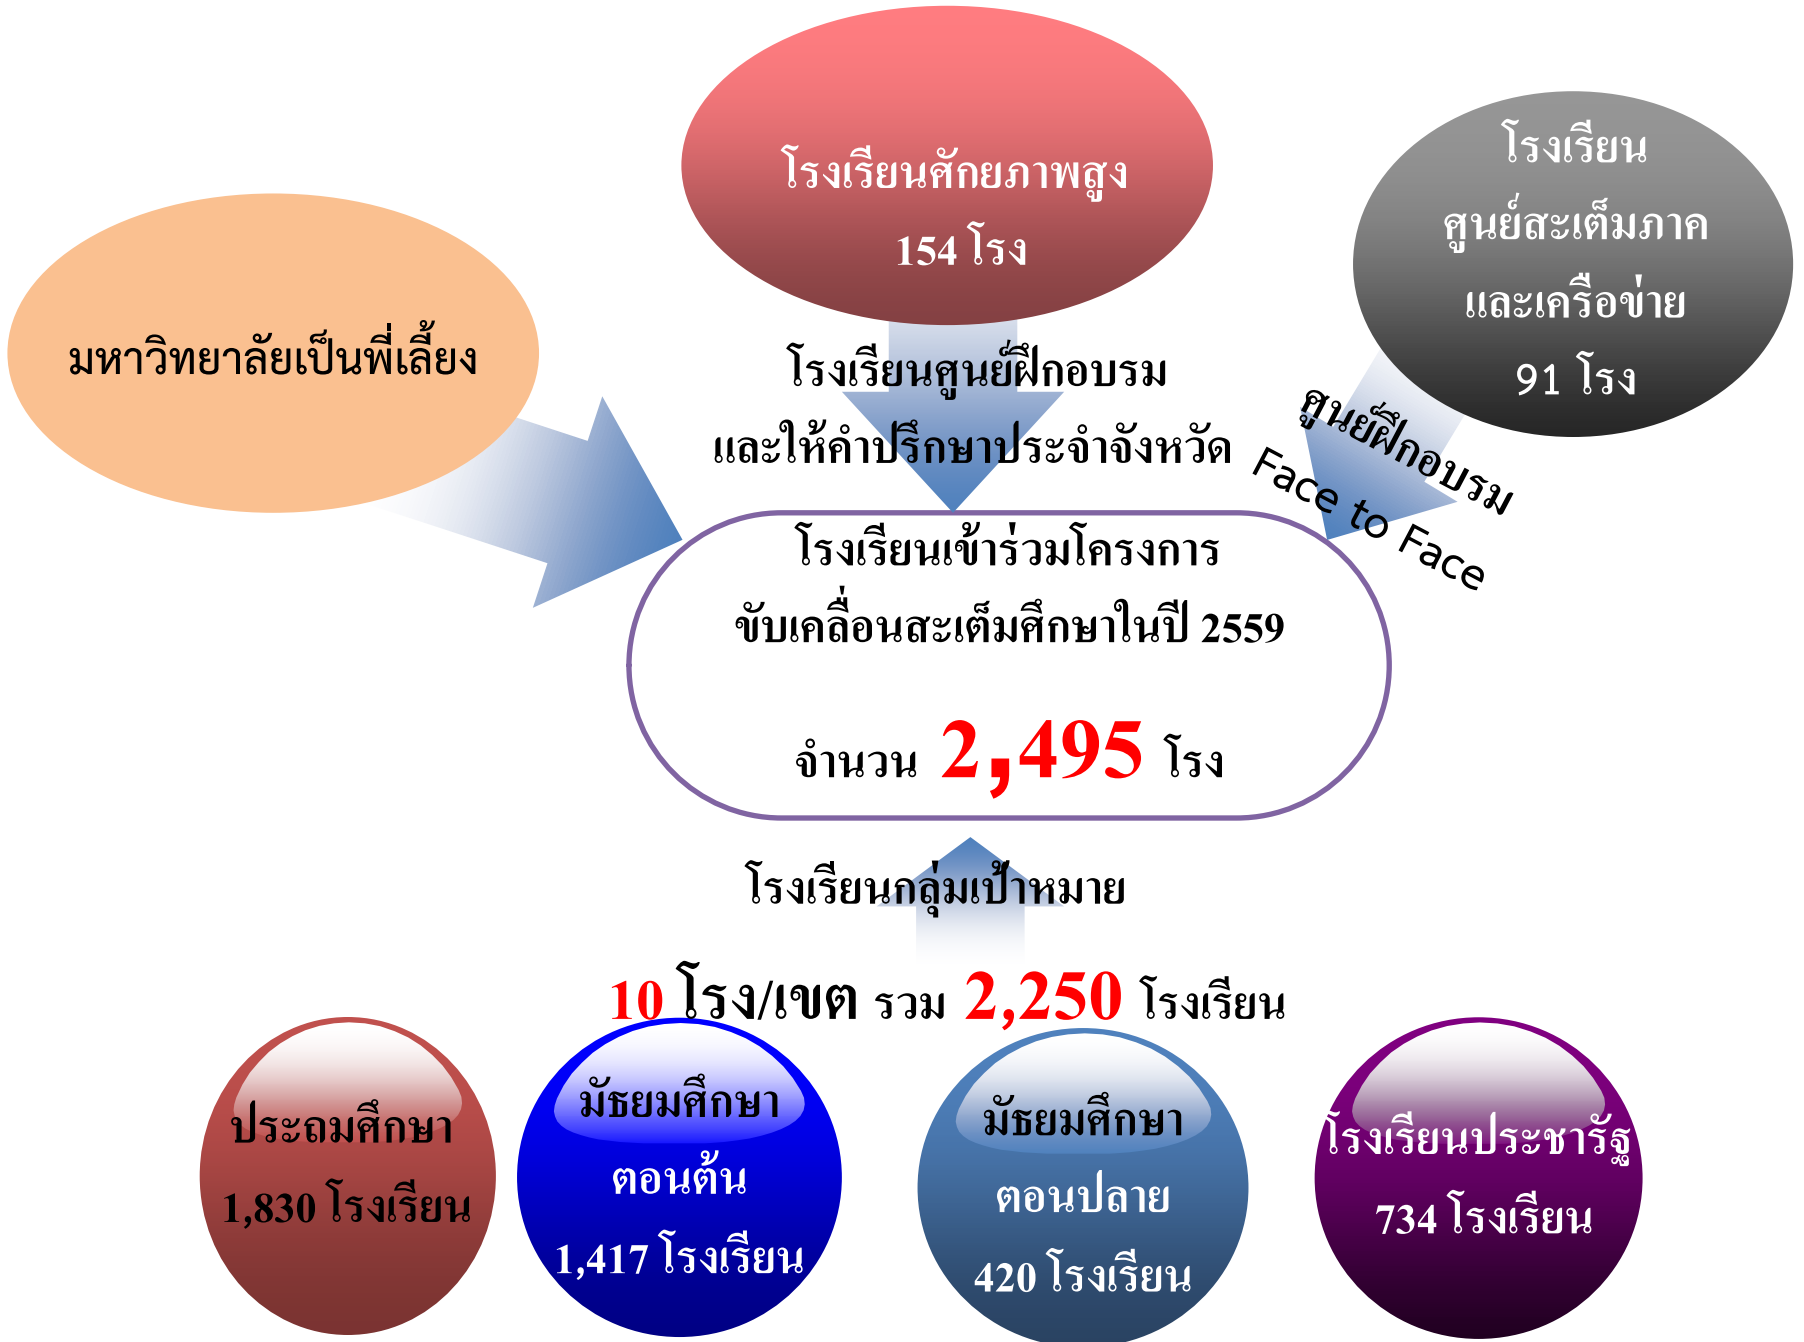 โรงเรียนศักยภาพสูง
154 โรง
โรงเรียน
ศูนย์สะเต็มภาค
และเครือข่าย
91 โรง
มหาวิทยาลัยเป็นพี่เลี้ยง
โรงเรียนศูนย์ฝึกอบรม
และให้คำปรึกษาประจำจังหวัด
ศูนย์ฝึกอบรม
Face to Face
โรงเรียนเข้าร่วมโครงการ
ขับเคลื่อนสะเต็มศึกษาในปี 2559
จำนวน 2,495 โรง
โรงเรียนกลุ่มเป้าหมาย
10 โรง/เขต รวม 2,250 โรงเรียน
ประถมศึกษา
1,830 โรงเรียน
มัธยมศึกษา
ตอนต้น
1,417 โรงเรียน
มัธยมศึกษา
ตอนปลาย
420 โรงเรียน
โรงเรียนประชารัฐ
734 โรงเรียน